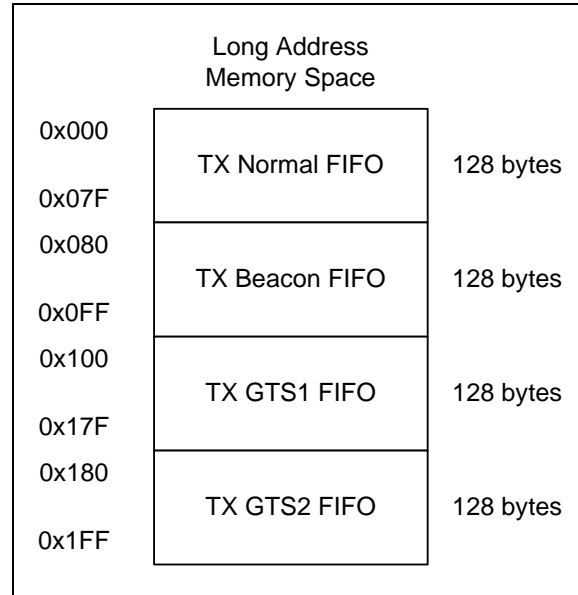 Long Address
Memory Space
0x000
TX Normal FIFO 128 bytes
0x07F
0x080
TX Beacon FIFO 128 bytes
0x0FF
0x100
TX GTS1 FIFO 128 bytes
0x17F
0x180
TX GTS2 FIFO 128 bytes
0x1FF